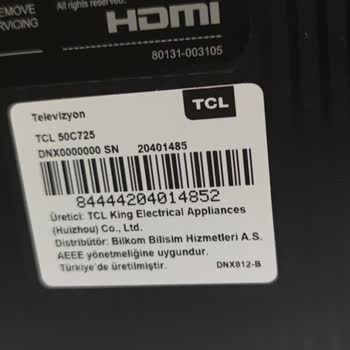 EMOVE
RVICING
All rights reserved.
HDMI
80131-003105
TCL
Televizyon
TCL 50C725
DNX0000000 SN 20401485
84444204014852
Üretici: TCL King Electrical Appliances
(Huizhou) Co., Ltd.
Distribütör: Bilkom Bilisim Hizmetleri A.S.
AEEE yönetmeliğine uygundur.
Türkiye'de üretilmiştir.
DNX812-B